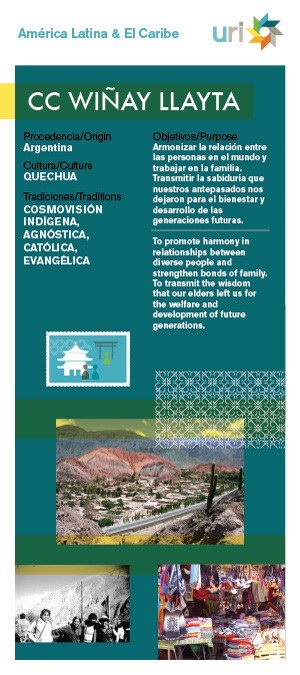 América Latina & El Caribe
uri
CC WIÑAY LLAYTA
Procedencia/Origin
Argentina
Cultura/Culture
QUECHUA
Tradiciones/Traditions
COSMOVISIÓN
INDÍGENA,
AGNÓSTICA,
CATÓLICA,
EVANGÉLICA
Objetivos/Purpose
Armonizar la relación entre
las personas en el mundo y
trabajar en la familia.
Transmitir la sabiduría que
nuestros antepasados nos
dejaron para el bienestar y
desarrollo de las
generaciones futuras.
To promote harmony in
relationships between
diverse people and
strengthen bonds of family.
To transmit the wisdom
that our elders left us for
the welfare and
development of future
generations.